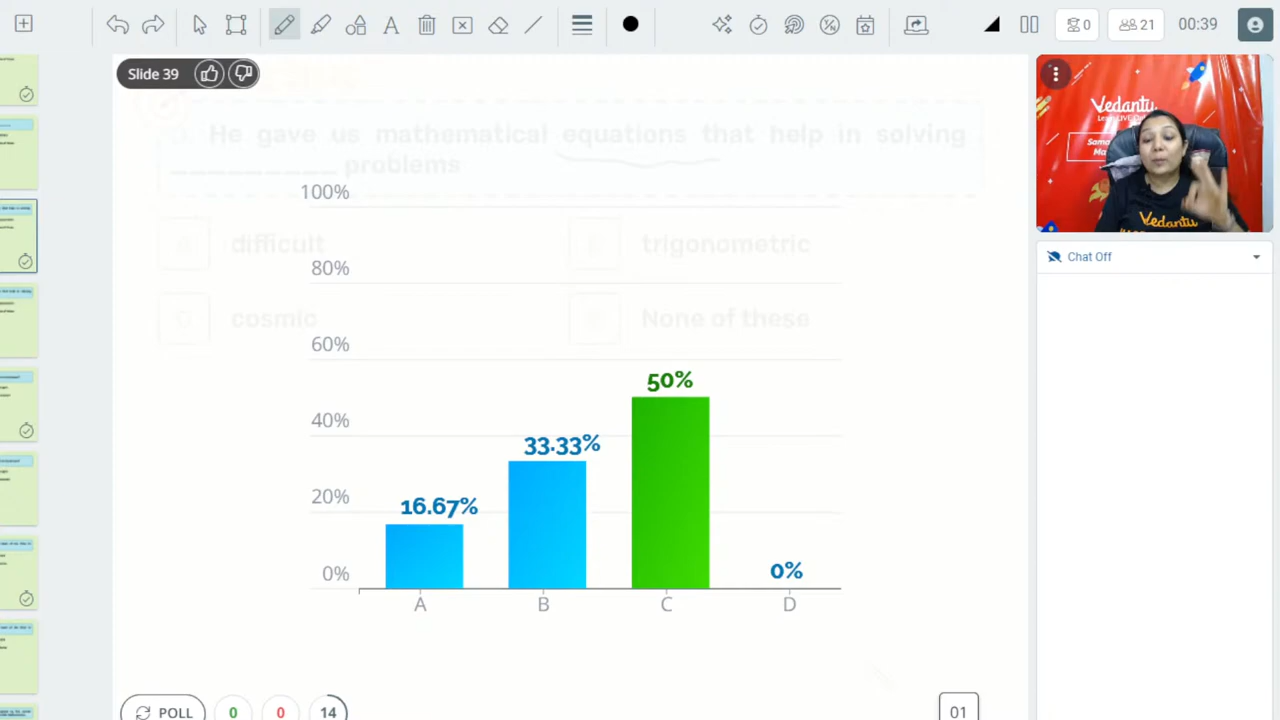 0
21
00:39
Slide 39
He gave us mathematical equations that help in solving
_________ problems
difficult
trigonometric
cosmic
None of these
100%
80%
60%
40%
20%
0%
16.67%
33.33%
50%
0%
A
B
C
D
POLL
0
0
14
01
Vedantu
Vedantu
Chat Off